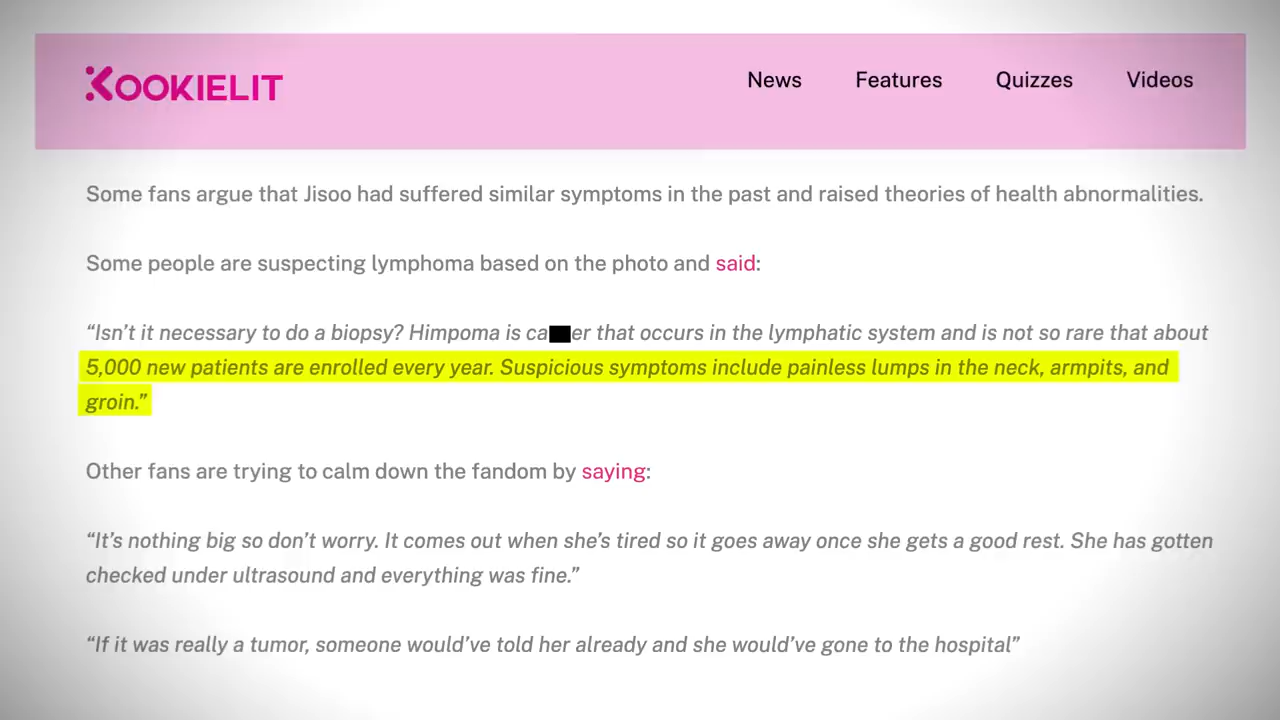 KOOKIELIT
News Features Quizzes Videos
Some fans argue that Jisoo had suffered similar symptoms in the past and raised theories of health abnormalities.
Some people are suspecting lymphoma based on the photo and said:
“Isn’t it necessary to do a biopsy? Himpoma is ca er that occurs in the lymphatic system and is not so rare that about
5,000 new patients are enrolled every year. Suspicious symptoms include painless lumps in the neck, armpits, and
groin.”
Other fans are trying to calm down the fandom by saying:
“It’s nothing big so don’t worry. It comes out when she’s tired so it goes away once she gets a good rest. She has gotten
checked under ultrasound and everything was fine.”
“If it was really a tumor, someone would’ve told her already and she would’ve gone to the hospital”